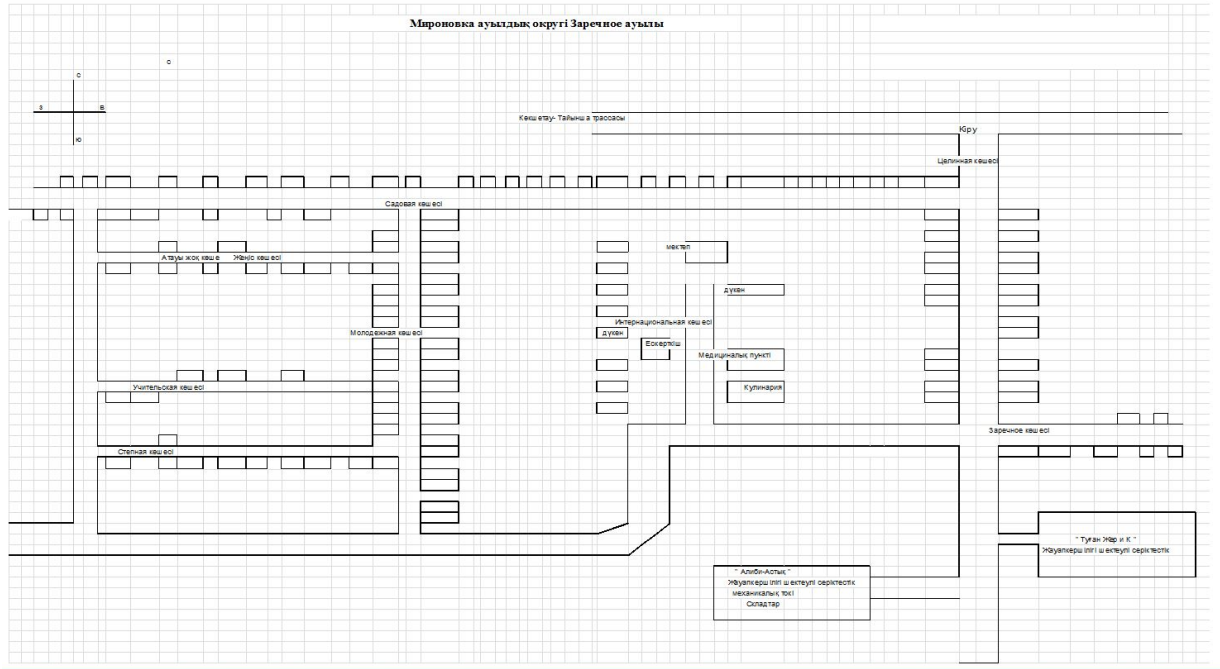 Мироновка ауылдық округі Заречное ауылы
С
С
З
В
Ю
Көкшетау- Тайынша трассасы
Кіру
Целинная көшесі
Садовая көшесі
мектеп
Атауы жоқ көше
Жеңіс көшесі
дүкен
Интернациональная көшесі
Молодежная көшесі
дүкен
Ескерткіш
Медициналық пункті
Учительская көшесі
Кулинария
Заречное көшесі
Степная көшесі
" Туған Жер и К "
Жауапкершілігі шектеулі серіктестік
" Алиби-Астық "
Жауапкершілігі шектеулі серіктестік
механикалық тоқі
Складтар